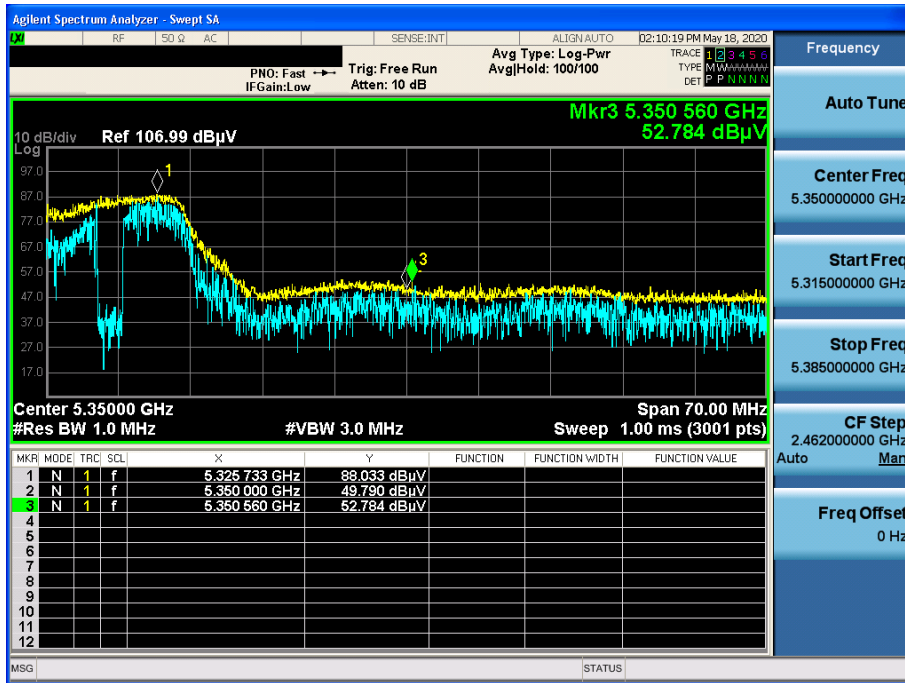 Agilent Spectrum Analyzer - Swept SA
LXI RF 50 Ω AC SENSE:INT ALIGN AUTO 02:10:19 PM May 18, 2020
PNO: Fast Trig: Free Run Avg Type: Log-Pwr TRACE 1 2 3 4 5 6
IFGain:Low Atten: 10 dB Avg|Hold: 100/100 TYPE M W W W W W
DET P P N N N N
Mkr3 5.350 560 GHz
52.784 dBµV
10 dB/div Ref 106.99 dBµV
Log
97.0
87.0
77.0
67.0
57.0
47.0
37.0
27.0
17.0
1
3
Center 5.35000 GHz Span 70.00 MHz
#Res BW 1.0 MHz #VBW 3.0 MHz Sweep 1.00 ms (3001 pts)
MKR MODE TRC SCL X Y FUNCTION FUNCTION WIDTH FUNCTION VALUE
1 N 1 f 5.325 733 GHz 88.033 dBµV
2 N 1 f 5.350 000 GHz 49.790 dBµV
3 N 1 f 5.350 560 GHz 52.784 dBµV
4
5
6
7
8
9
10
11
12
MSG STATUS
Frequency
Auto Tune
Center Freq
5.350000000 GHz
Start Freq
5.315000000 GHz
Stop Freq
5.385000000 GHz
CF Step
2.462000000 GHz
Auto Man
Freq Offset
0 Hz